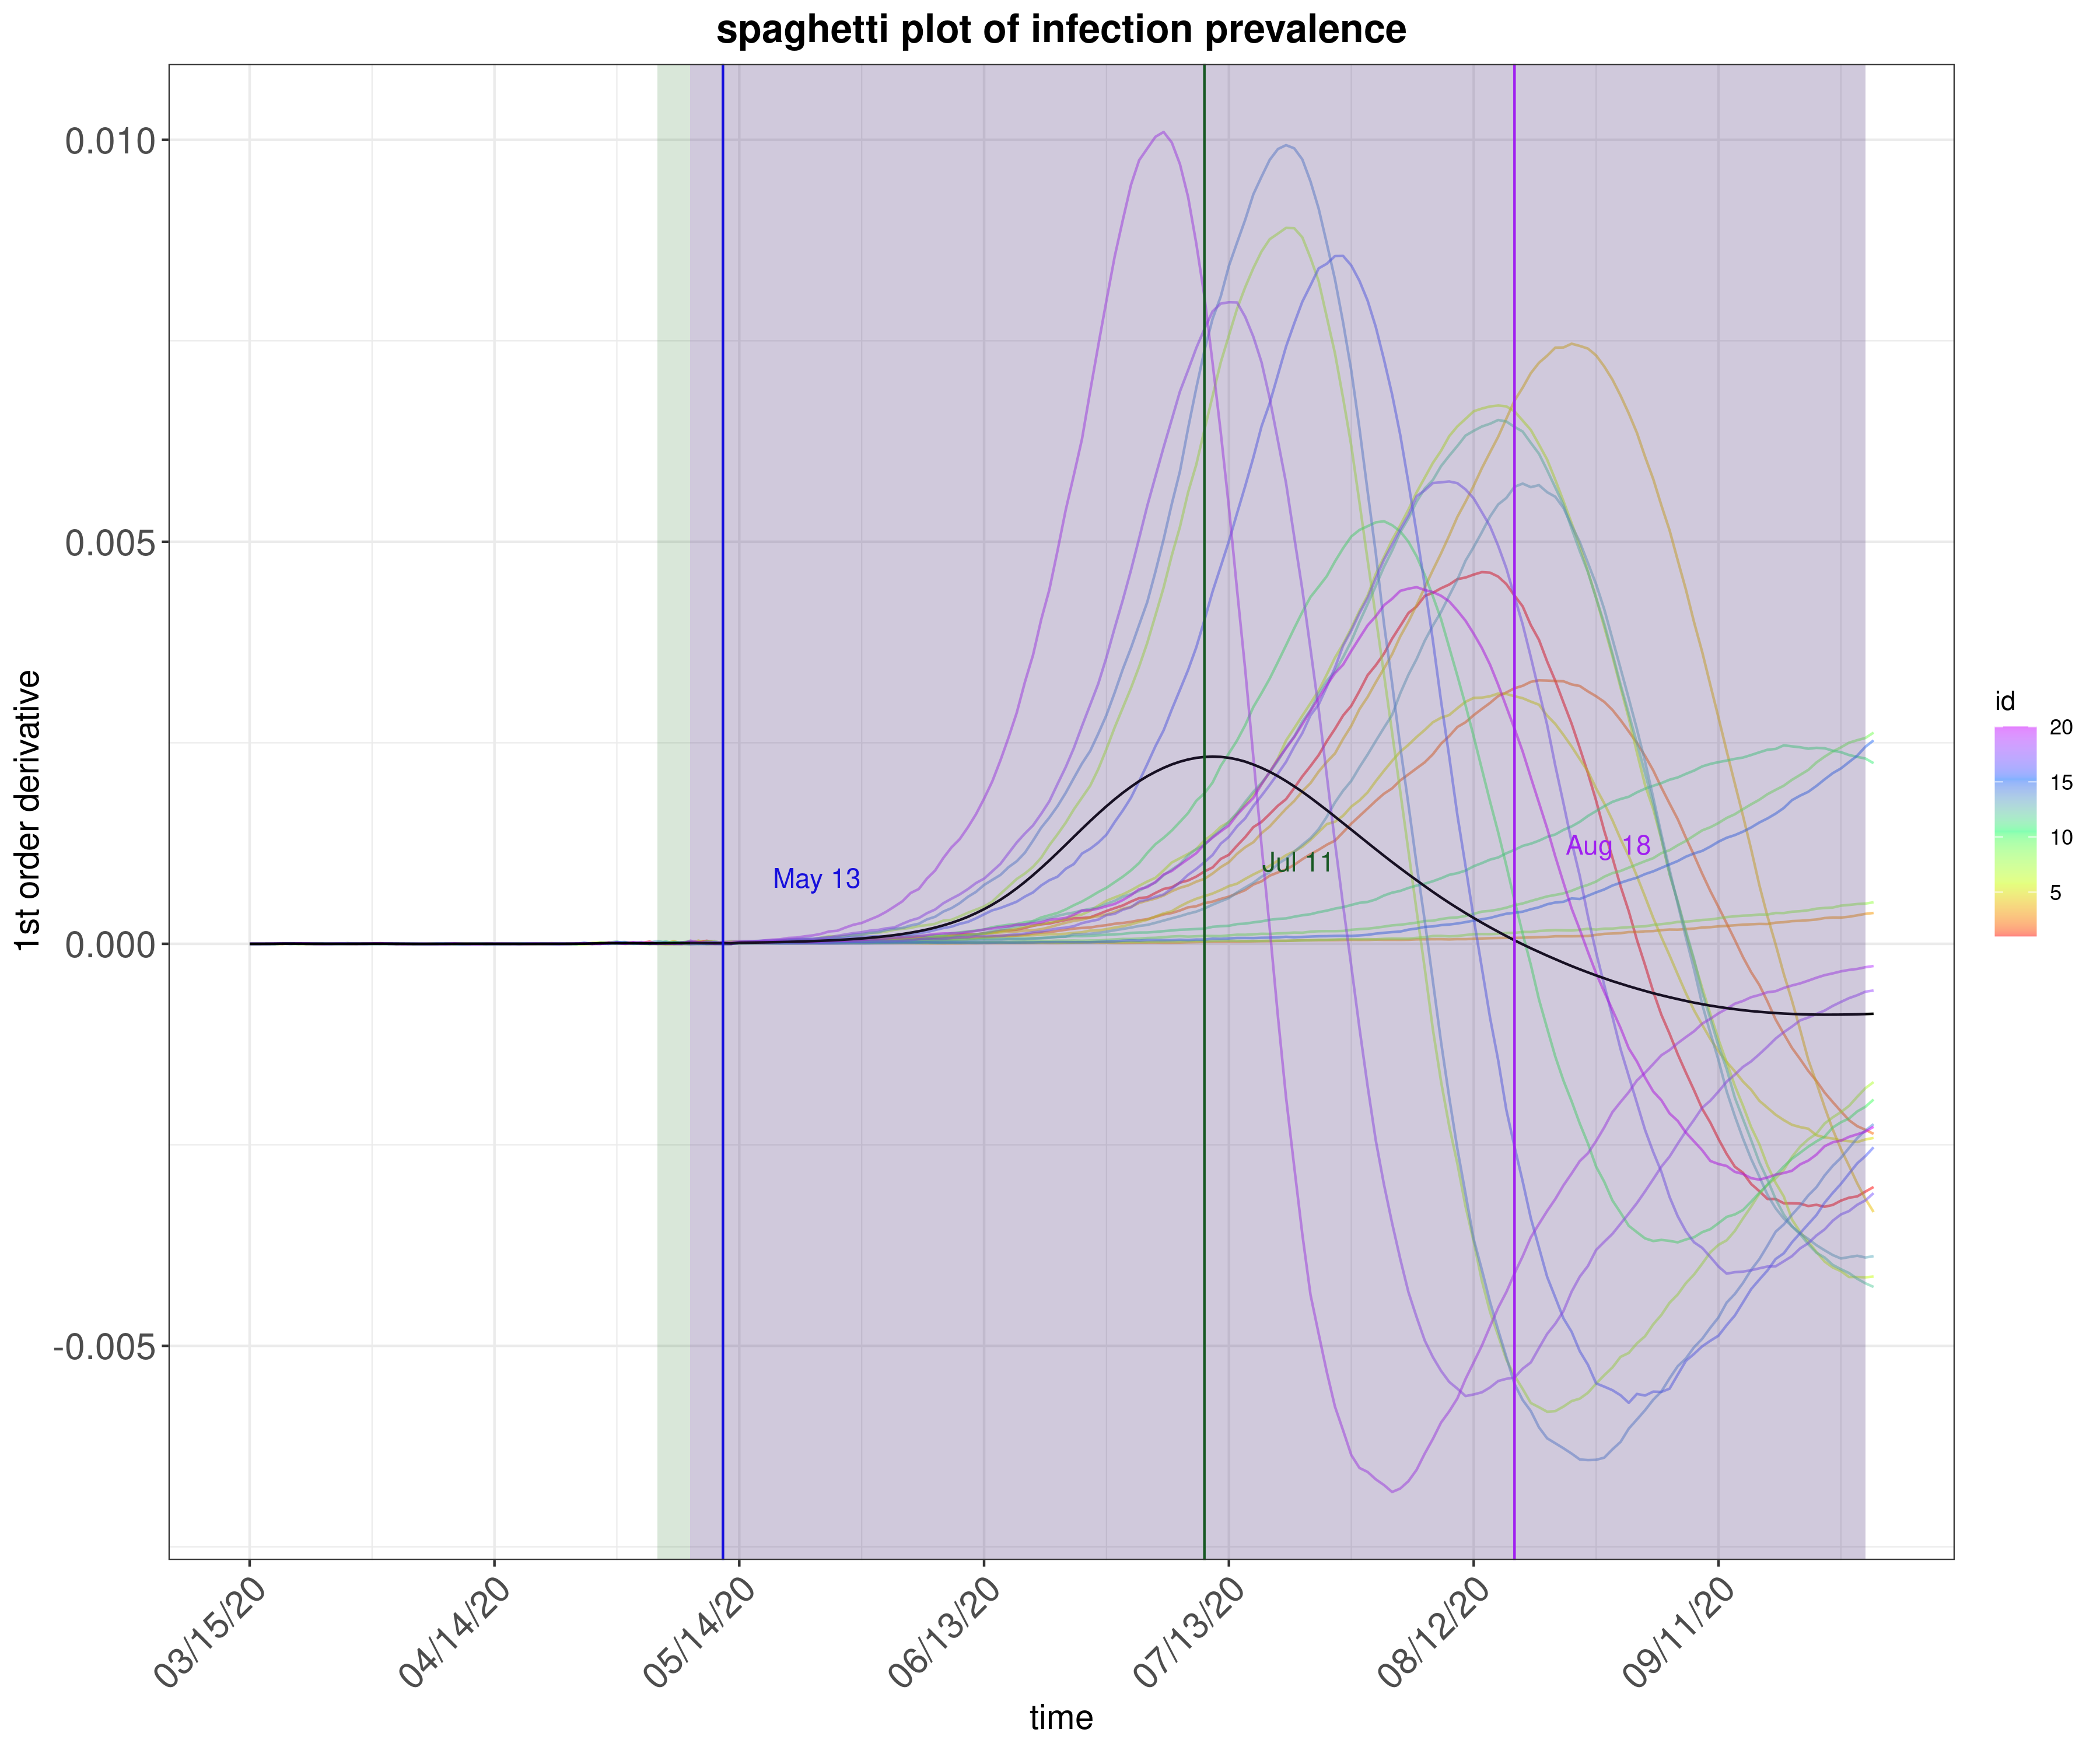 spaghetti plot of infection prevalence
0.010
0.005
0.000
-0.005
1st order derivative
May 13
Jul 11
Aug 18
id
20
15
10
5
03/15/20
04/14/20
05/14/20
06/13/20
07/13/20
08/12/20
09/11/20
time